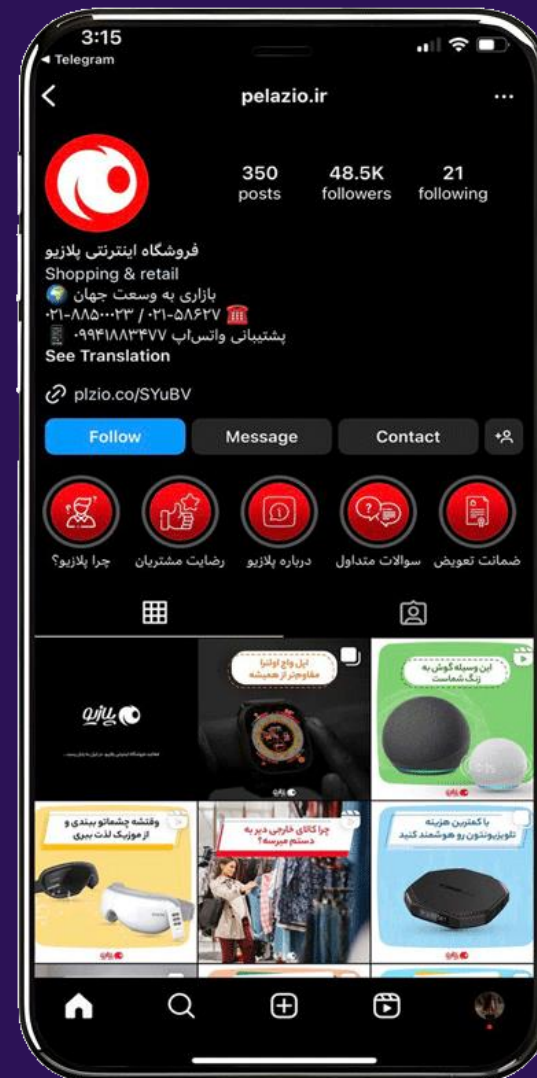 3:15
Telegram
pelazio.ir
350
posts
48.5K
followers
21
following
فروشگاه اینترنتی پلازیو
Shopping & retail
بازاری به وسعت جهان
۰۲۱-۸۸۵۰۰۰۲۳ / ۰۲۱-۵۸۶۲۷
پشتیبانی واتس‌اپ ۰۹۹۴۱۸۸۳۴۷۷
See Translation
plzio.co/SYuBV
Follow
Message
Contact
چرا پلازیو؟
رضایت مشتریان
درباره پلازیو
سوالات متداول
ضمانت تعویض
پلازیو
اپل واچ اولترا
مقاوم‌تر از همیشه
پلازیو
این وسیله گوش به
زنگ شماست
پلازیو
وقتشه چشماتو ببندی و
از موزیک لذت ببری
پلازیو
چرا کالای خارجی دیر به
دستم میرسه؟
با کمترین هزینه
تلویزیونتون رو هوشمند کنید
پلازیو